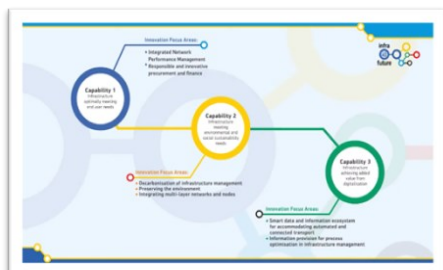 Innovation Focus Areas:
Integrated Network
Performance Management
Responsible and innovative
procurement and finance
infra
future
Capability 1
Infrastructure
optimally meeting
end user needs
Capability 2
Infrastructure
meeting
environmental and
social sustainability
needs
Capability 3
Infrastructure
achieving added
value from
digitalisation
Innovation Focus Areas:
Decarbonisation of infrastructure management
Preserving the environment
Integrating multi-layer networks and nodes
Innovation Focus Areas:
Smart data and information ecosystem
for accommodating automated and
connected transport
Information provision for process
optimisation in infrastructure management